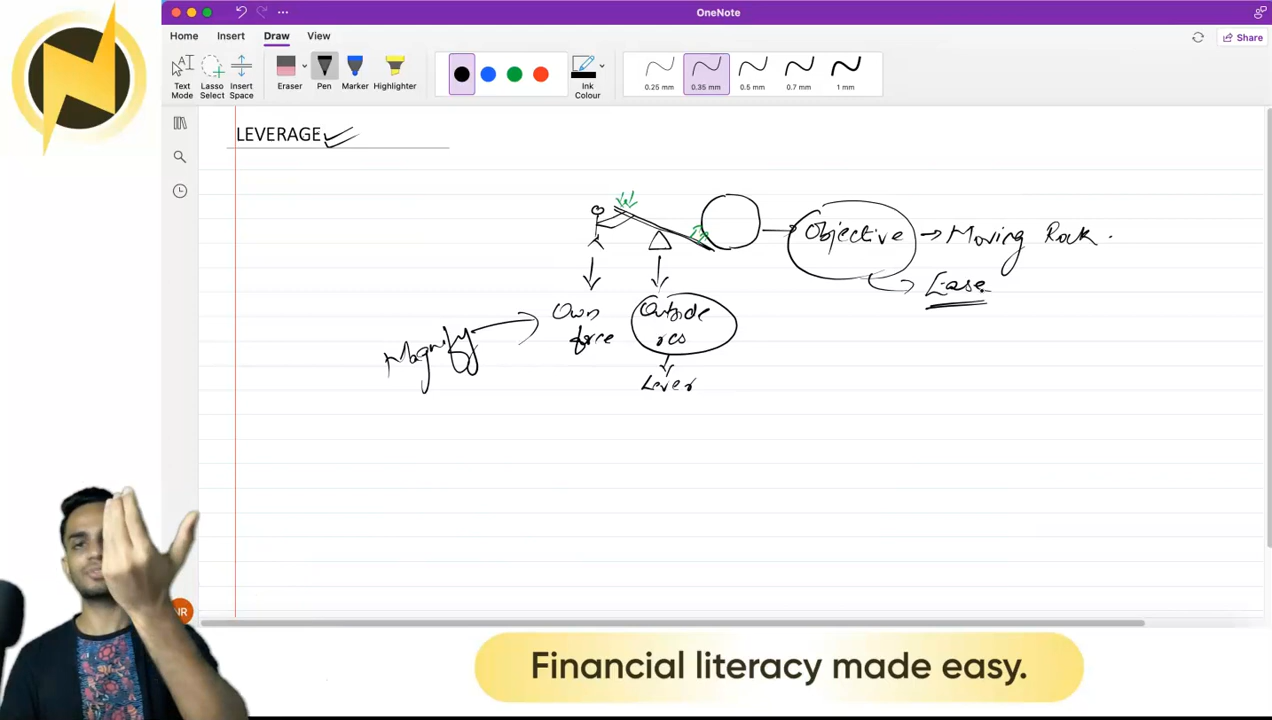 OneNote
Home Insert Draw View
Share
Text Mode
Lasso Select
Insert Space
Eraser
Pen
Marker
Highlighter
Ink Colour
0.25 mm
0.35 mm
0.5 mm
0.7 mm
1 mm
LEVERAGE
Objective → Moving Rock.
Ease
Own force
Outside res
Magnify
Lever
NR
Financial literacy made easy.